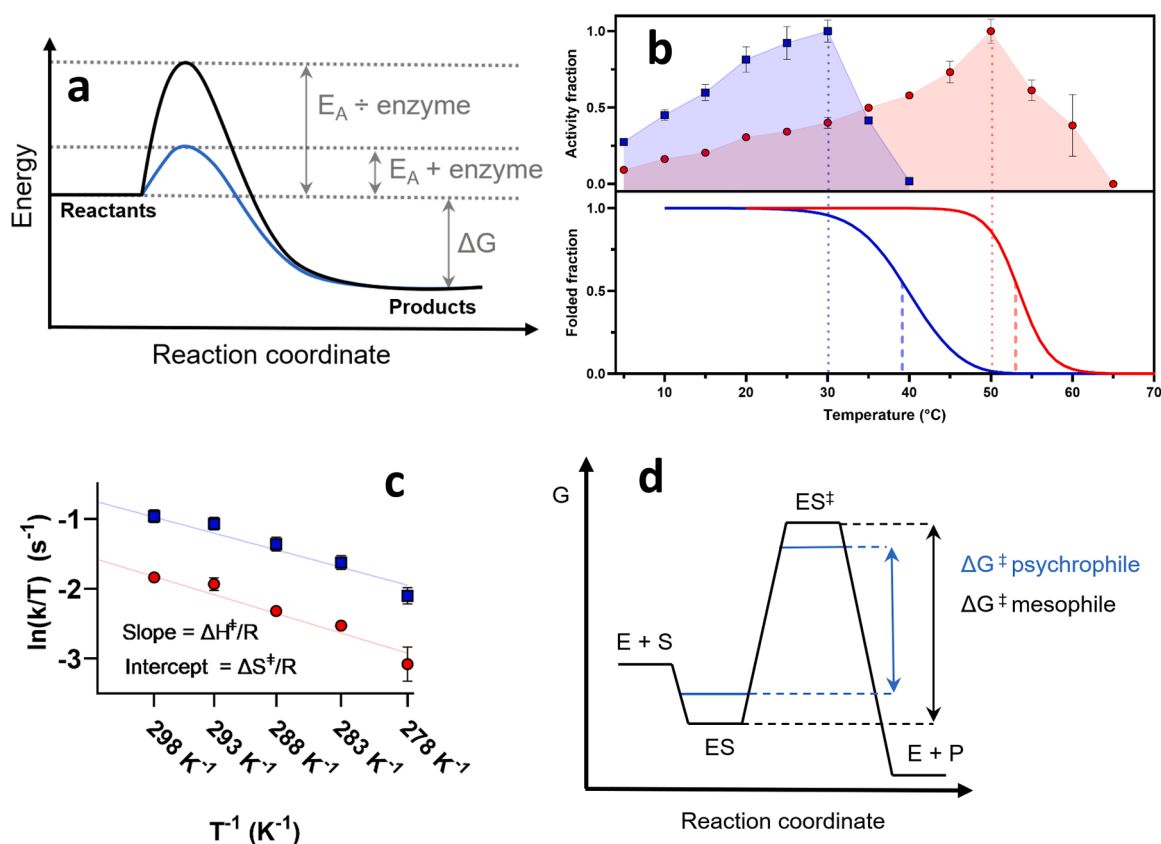 a
Energy
Reactants
Products
E_A ÷ enzyme
E_A + enzyme
ΔG
Reaction coordinate
b
Activity fraction
1.0
0.5
0.0
Folded fraction
1.0
0.5
0.0
10 20 30 40 50 60 70
Temperature (°C)
c
ln(k/T) (s⁻¹)
-1
-2
-3
Slope = ΔH‡/R
Intercept = ΔS‡/R
298 K⁻¹
293 K⁻¹
288 K⁻¹
283 K⁻¹
278 K⁻¹
T⁻¹ (K⁻¹)
d
G
ES‡
E + S
ES
E + P
ΔG‡ psychrophile
ΔG‡ mesophile
Reaction coordinate